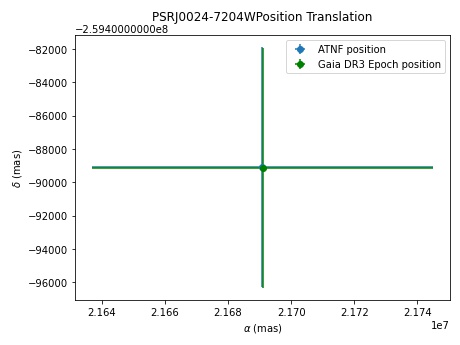 PSRJ0024-7204WPosition Translation
−2.5940000000e8
ATNF position
Gaia DR3 Epoch position
−82000
−84000
−86000
−88000
−90000
−92000
−94000
−96000
δ (mas)
2.164
2.166
2.168
2.170
2.172
2.174
1e7
α (mas)